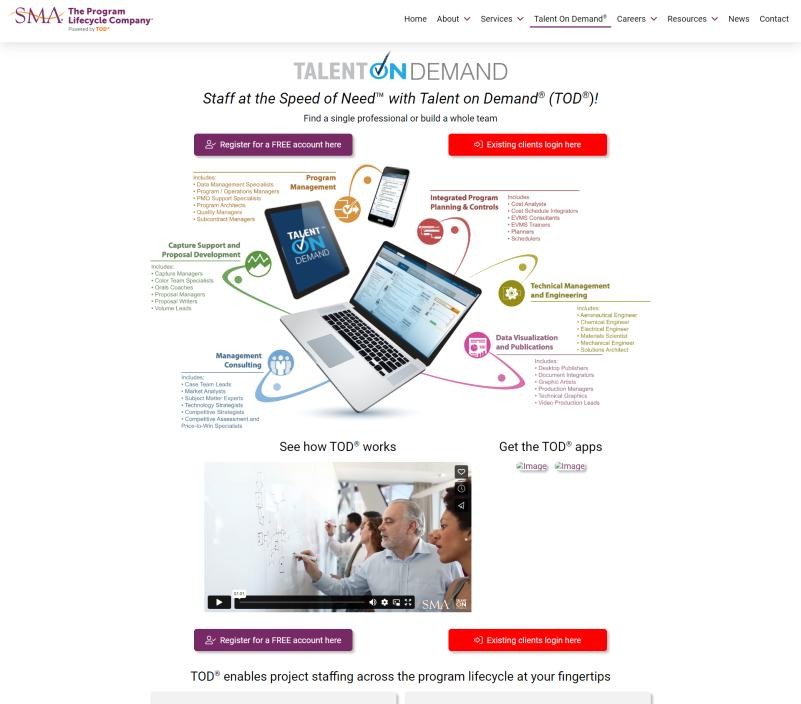 SMA The Program
Lifecycle Company
Powered by TOD
Home About Services Talent On Demand® Careers Resources News Contact
TALENT ON DEMAND
Staff at the Speed of Need™ with Talent on Demand® (TOD®)!
Find a single professional or build a whole team
Register for a FREE account here
Existing clients login here
Program
Management
Includes:
• Data Management Specialists
• Program / Operations Managers
• PMO Support Specialists
• Program Architects
• Quality Managers
• Subcontract Managers
Integrated Program
Planning & Controls
Includes
• Cost Analysts
• Cost Schedule Integrators
• EVMS Consultants
• EVMS Trainers
• Planners
• Schedulers
TALENT
ON
DEMAND
Capture Support and
Proposal Development
Includes:
• Capture Managers
• Color Team Specialists
• Orals Coaches
• Proposal Managers
• Proposal Writers
• Volume Leads
Technical Management
and Engineering
Includes:
• Aeronautical Engineer
• Chemical Engineer
• Electrical Engineer
• Materials Scientist
• Mechanical Engineer
• Solutions Architect
Data Visualization
and Publications
Includes:
• Desktop Publishers
• Document Integrators
• Graphic Artists
• Production Managers
• Technical Graphics
• Video Production Leads
Management
Consulting
Includes:
• Case Team Leads
• Market Analysts
• Subject Matter Experts
• Technology Strategists
• Competitive Strategists
• Competitive Assessment and
Price-to-Win Specialists
See how TOD® works
Get the TOD® apps
Image Image
01:01
SMA
Register for a FREE account here
Existing clients login here
TOD® enables project staffing across the program lifecycle at your fingertips